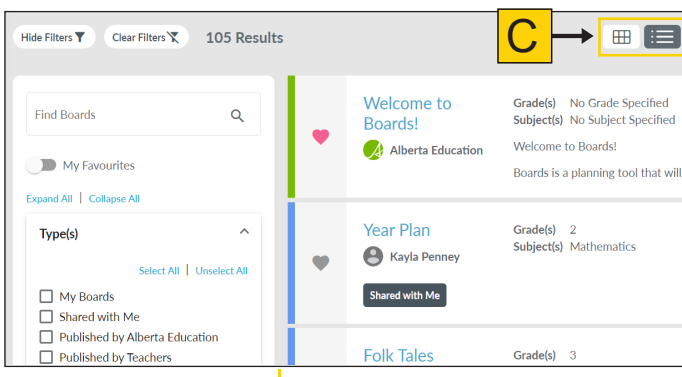 Hide Filters
Clear Filters
105 Results
C
Find Boards
My Favourites
Expand All | Collapse All
Type(s)
Select All | Unselect All
My Boards
Shared with Me
Published by Alberta Education
Published by Teachers
Welcome to
Boards!
Alberta Education
Grade(s) No Grade Specified
Subject(s) No Subject Specified
Welcome to Boards!
Boards is a planning tool that will
Year Plan
Kayla Penney
Shared with Me
Grade(s) 2
Subject(s) Mathematics
Folk Tales
Grade(s) 3